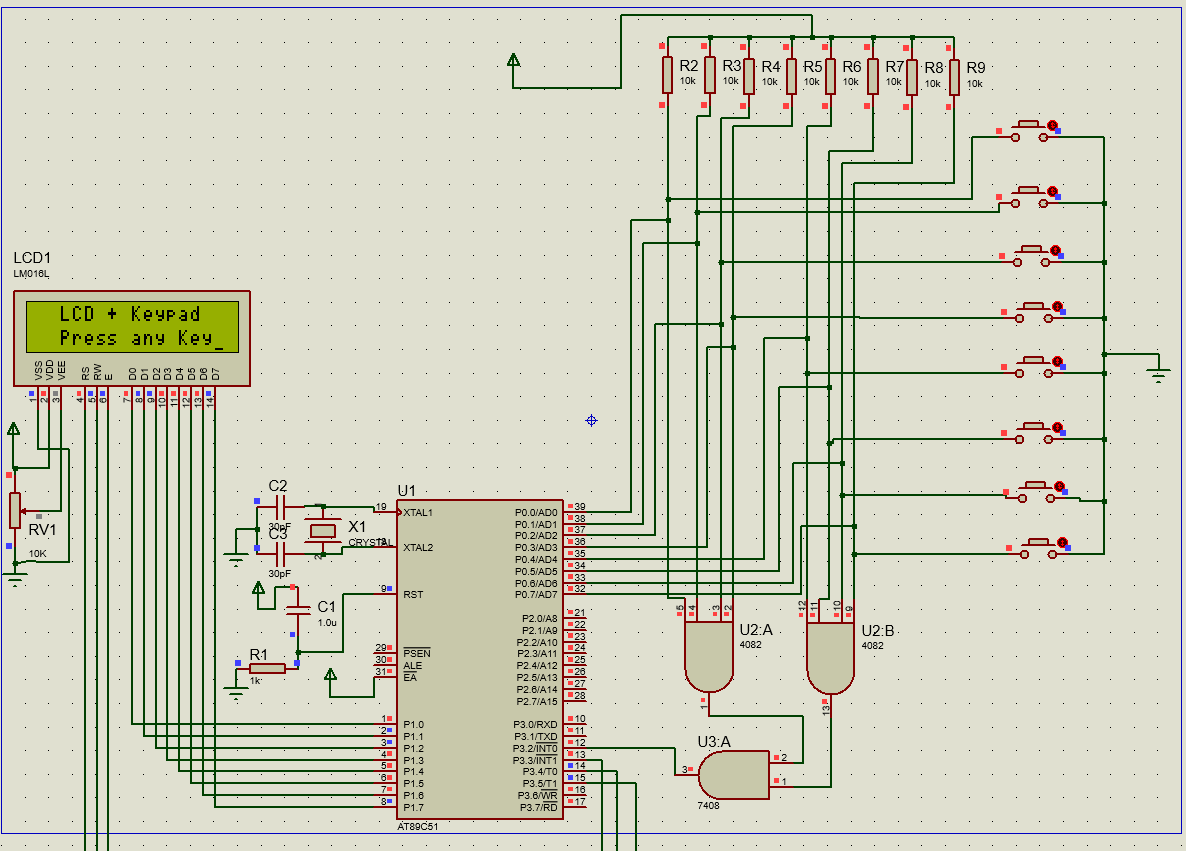 R2 R3 R4 R5 R6 R7 R8 R9
10k 10k 10k 10k 10k 10k 10k 10k
LCD1
LM016L
LCD + Keypad
Press any Key_
VSS VDD VEE RS RW E D0 D1 D2 D3 D4 D5 D6 D7
1 2 3 4 5 6 7 8 9 10 11 12 13 14
RV1
10K
C2
30pF
C3
30pF
X1
CRYSTAL
C1
1.0u
R1
1k
U1
19 XTAL1 P0.0/AD0 39
P0.1/AD1 38
P0.2/AD2 37
18 XTAL2 P0.3/AD3 36
P0.4/AD4 35
P0.5/AD5 34
P0.6/AD6 33
9 RST P0.7/AD7 32
P2.0/A8 21
P2.1/A9 22
P2.2/A10 23
29 PSEN P2.3/A11 24
30 ALE P2.4/A12 25
31 EA P2.5/A13 26
P2.6/A14 27
P2.7/A15 28
1 P1.0 P3.0/RXD 10
2 P1.1 P3.1/TXD 11
3 P1.2 P3.2/INT0 12
4 P1.3 P3.3/INT1 13
5 P1.4 P3.4/T0 14
6 P1.5 P3.5/T1 15
7 P1.6 P3.6/WR 16
8 P1.7 P3.7/RD 17
AT89C51
5 4 3 2
U2:A
4082
1
12 11 10 9
U2:B
4082
13
U3:A
2
3
1
7408